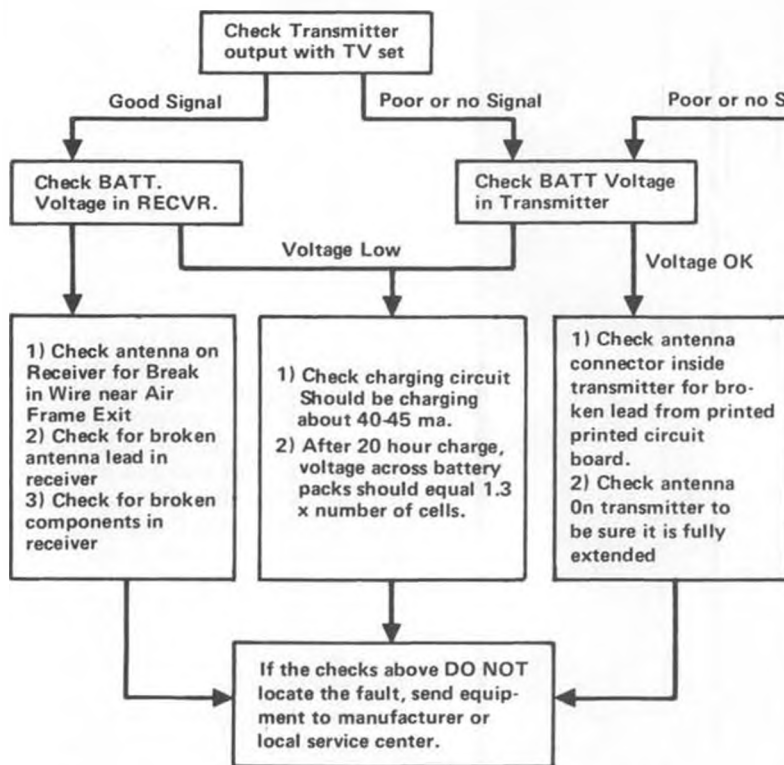 Check Transmitter
output with TV set
Good Signal
Poor or no Signal
Poor or no S
Check BATT.
Voltage in RECVR.
Check BATT Voltage
in Transmitter
Voltage Low
Voltage OK
1) Check antenna on
Receiver for Break
in Wire near Air
Frame Exit
2) Check for broken
antenna lead in
receiver
3) Check for broken
components in
receiver
1) Check charging circuit
Should be charging
about 40-45 ma.
2) After 20 hour charge,
voltage across battery
packs should equal 1.3
x number of cells.
1) Check antenna
connector inside
transmitter for bro-
ken lead from printed
printed circuit
board.
2) Check antenna
0n transmitter to
be sure it is fully
extended
If the checks above DO NOT
locate the fault, send equip-
ment to manufacturer or
local service center.